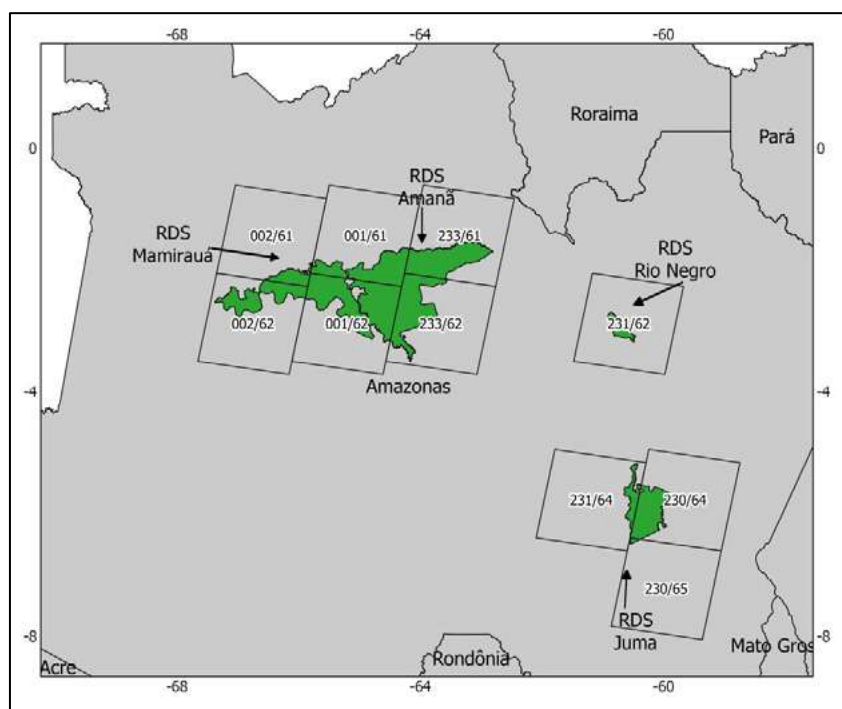 -68
-64
-60
Roraima
Pará
0
0
RDS
Amanã
RDS
Mamirauá
002/61
001/61
233/61
RDS
Rio Negro
002/62
001/62
233/62
231/62
Amazonas
-4
-4
231/64
230/64
230/65
RDS
Juma
-8
-8
Acre
Rondônia
Mato Gros
-68
-64
-60